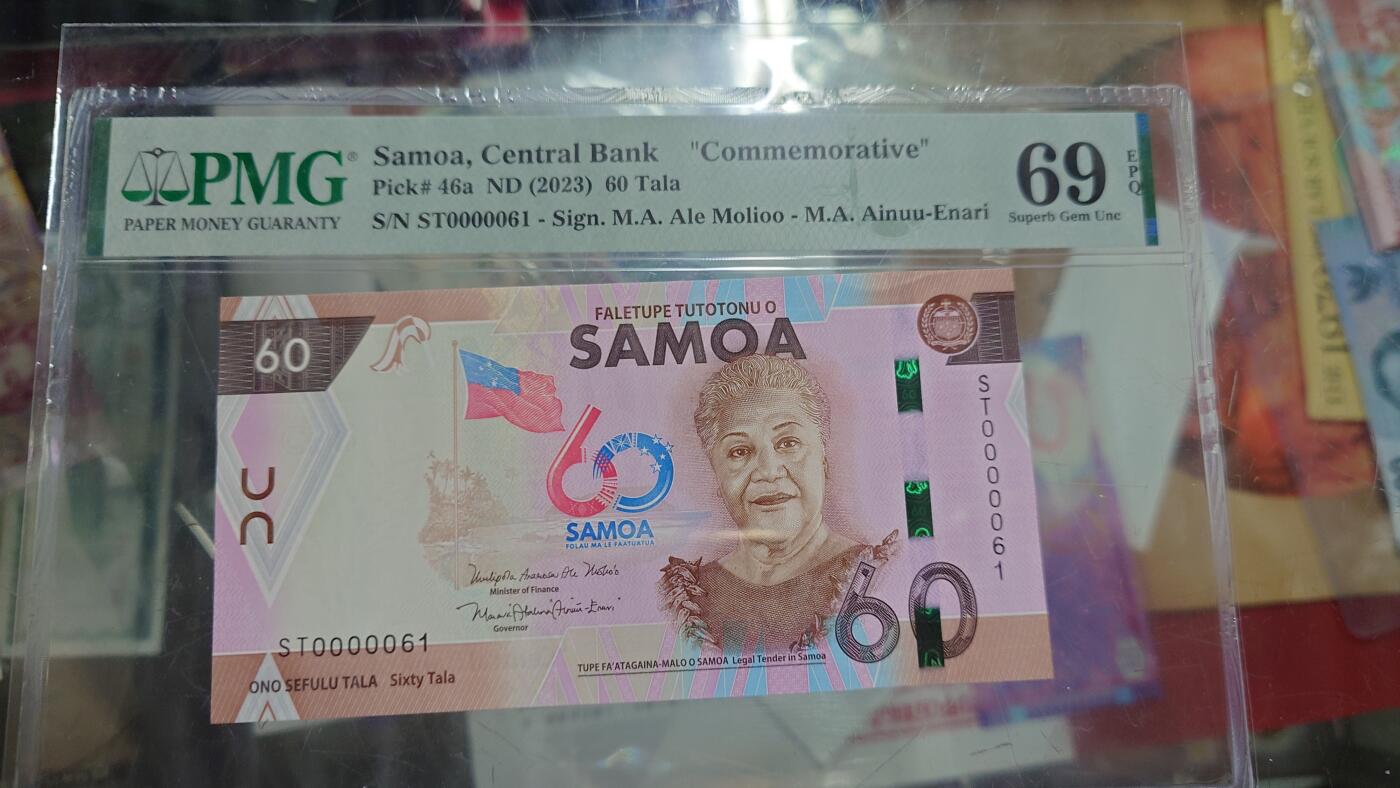 PMG®
PAPER MONEY GUARANTY
Samoa, Central Bank "Commemorative"
Pick# 46a ND (2023) 60 Tala
S/N ST0000061 - Sign. M.A. Ale Molioo - M.A. Ainuu-Enari
69
EPQ
Superb Gem Unc
60
FALETUPE TUTOTONU O
SAMOA
60
SAMOA
FOLAU MA LE FAATUATUA
ST0000061
Minister of Finance
Governor
ST0000061
60
ONO SEFULU TALA Sixty Tala
TUPE FA'ATAGAINA-MALO O SAMOA Legal Tender in Samoa